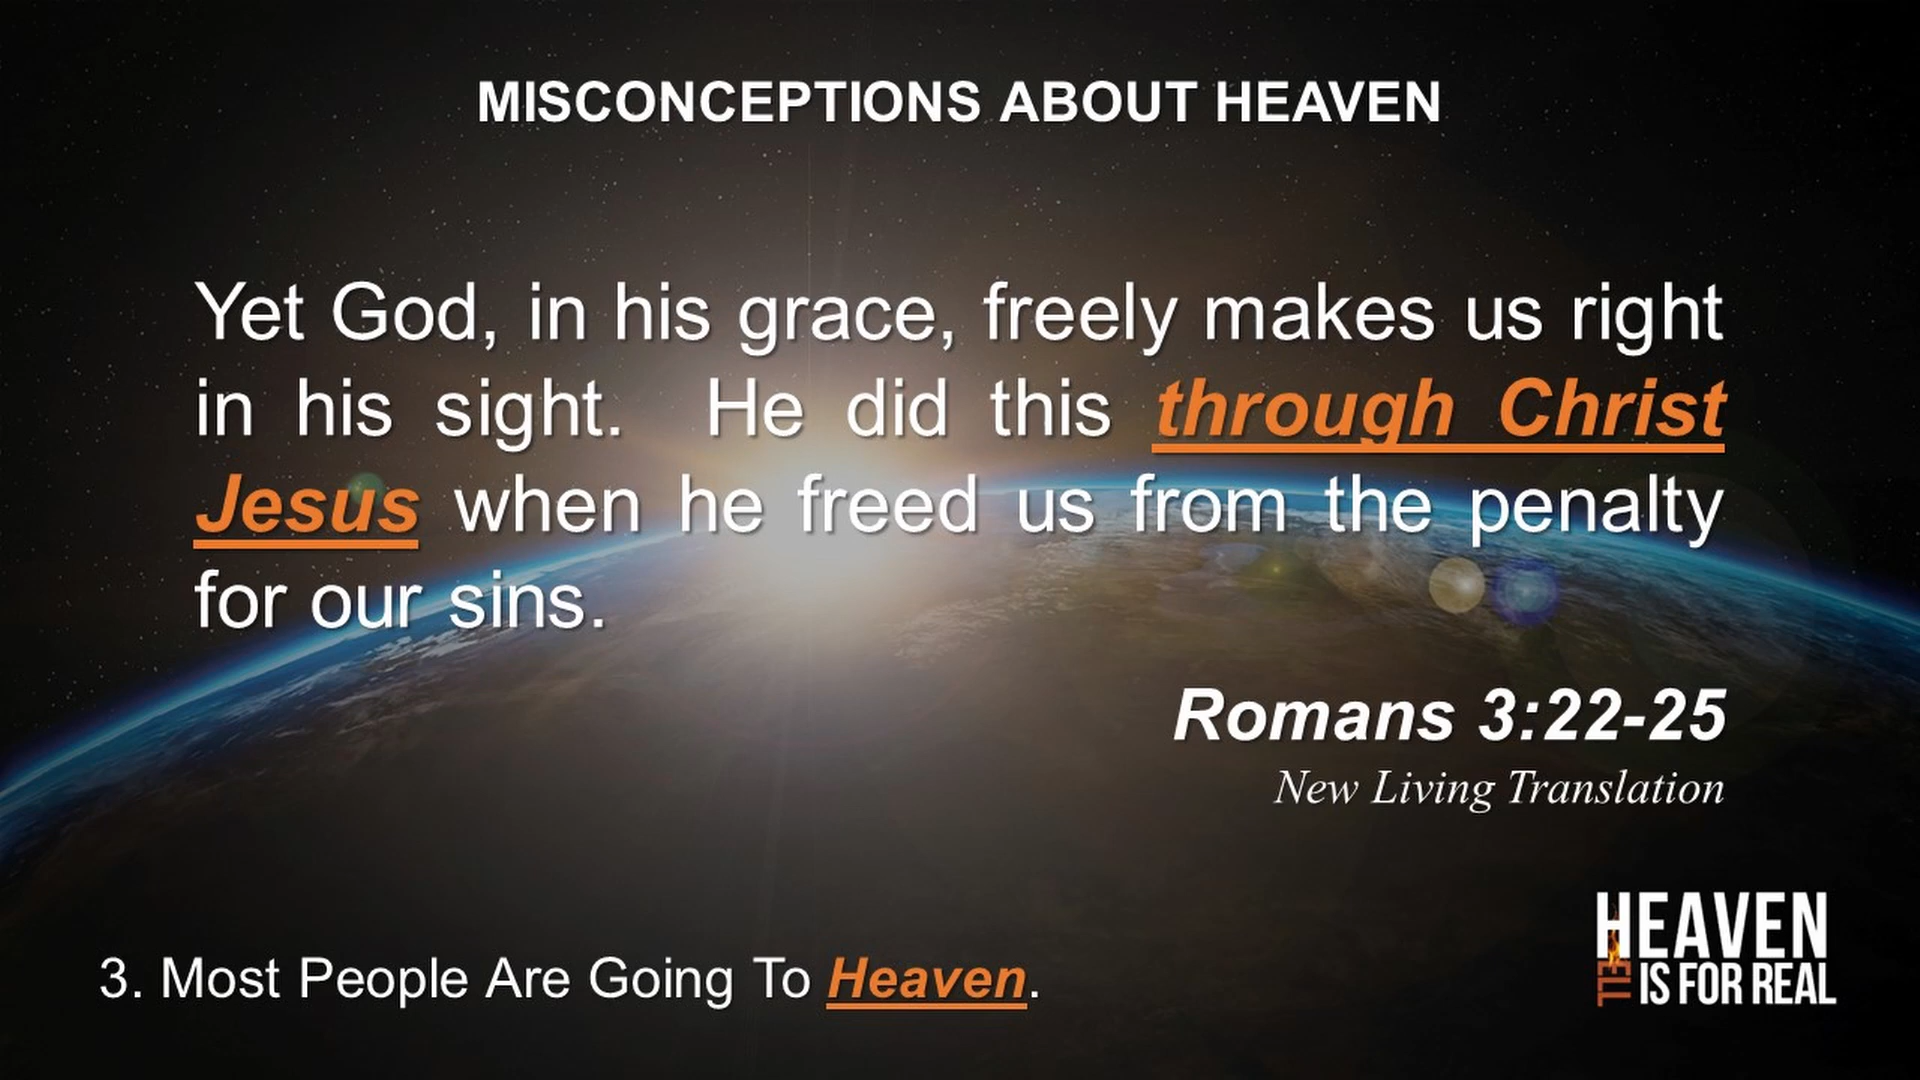 MISCONCEPTIONS ABOUT HEAVEN
Yet God, in his grace, freely makes us right
in his sight.  He did this through Christ
Jesus when he freed us from the penalty
for our sins.
Romans 3:22-25
New Living Translation
3. Most People Are Going To Heaven.
HEAVEN
ELL
IS FOR REAL